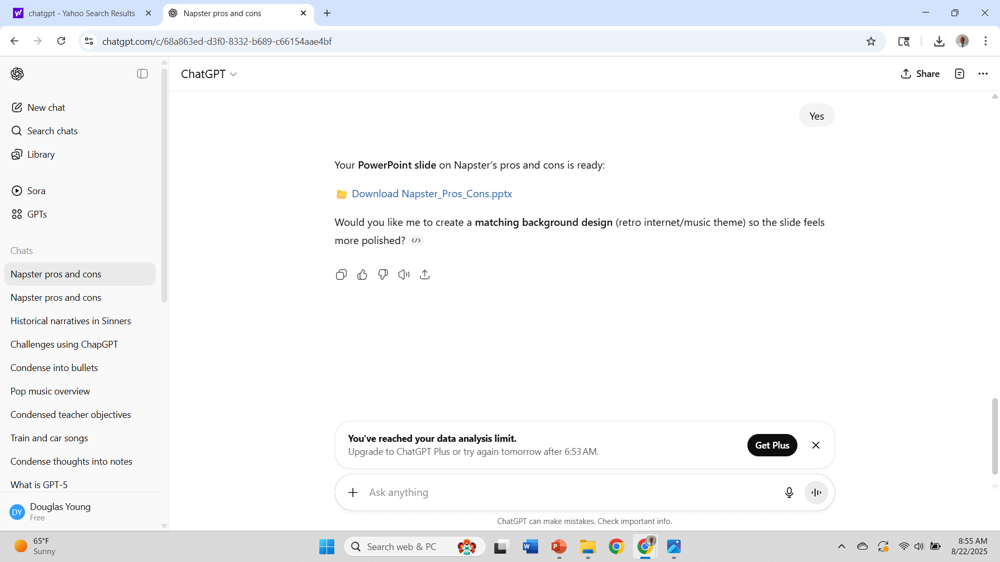 chatgpt - Yahoo Search Results
Napster pros and cons
chatgpt.com/c/68a863ed-d3f0-8332-b689-c66154aae4bf
ChatGPT
Share
New chat
Search chats
Library
Sora
GPTs
Chats
Napster pros and cons
Napster pros and cons
Historical narratives in Sinners
Challenges using ChapGPT
Condense into bullets
Pop music overview
Condensed teacher objectives
Train and car songs
Condense thoughts into notes
What is GPT-5
DY
Douglas Young
Free
Yes
Your PowerPoint slide on Napster’s pros and cons is ready:
Download Napster_Pros_Cons.pptx
Would you like me to create a matching background design (retro internet/music theme) so the slide feels
more polished?
You've reached your data analysis limit.
Upgrade to ChatGPT Plus or try again tomorrow after 6:53 AM.
Get Plus
Ask anything
ChatGPT can make mistakes. Check important info.
65°F
Sunny
Search web & PC
8:55 AM
8/22/2025